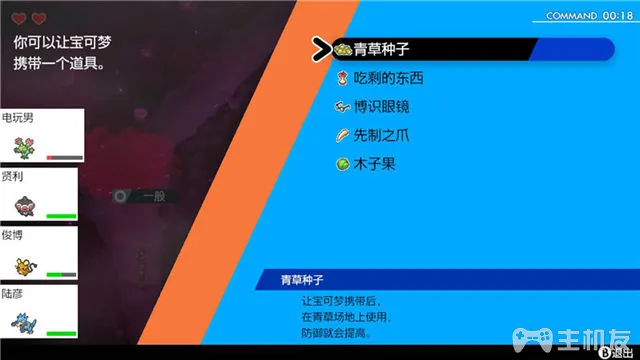 COMMAND 00:18
你可以让宝可梦
携带一个道具。
青草种子
吃剩的东西
博识眼镜
先制之爪
木子果
电玩男
贤利
俊博
陆彦
一般
青草种子
让宝可梦携带后，
在青草场地上使用，
防御就会提高。
B退出
主机友